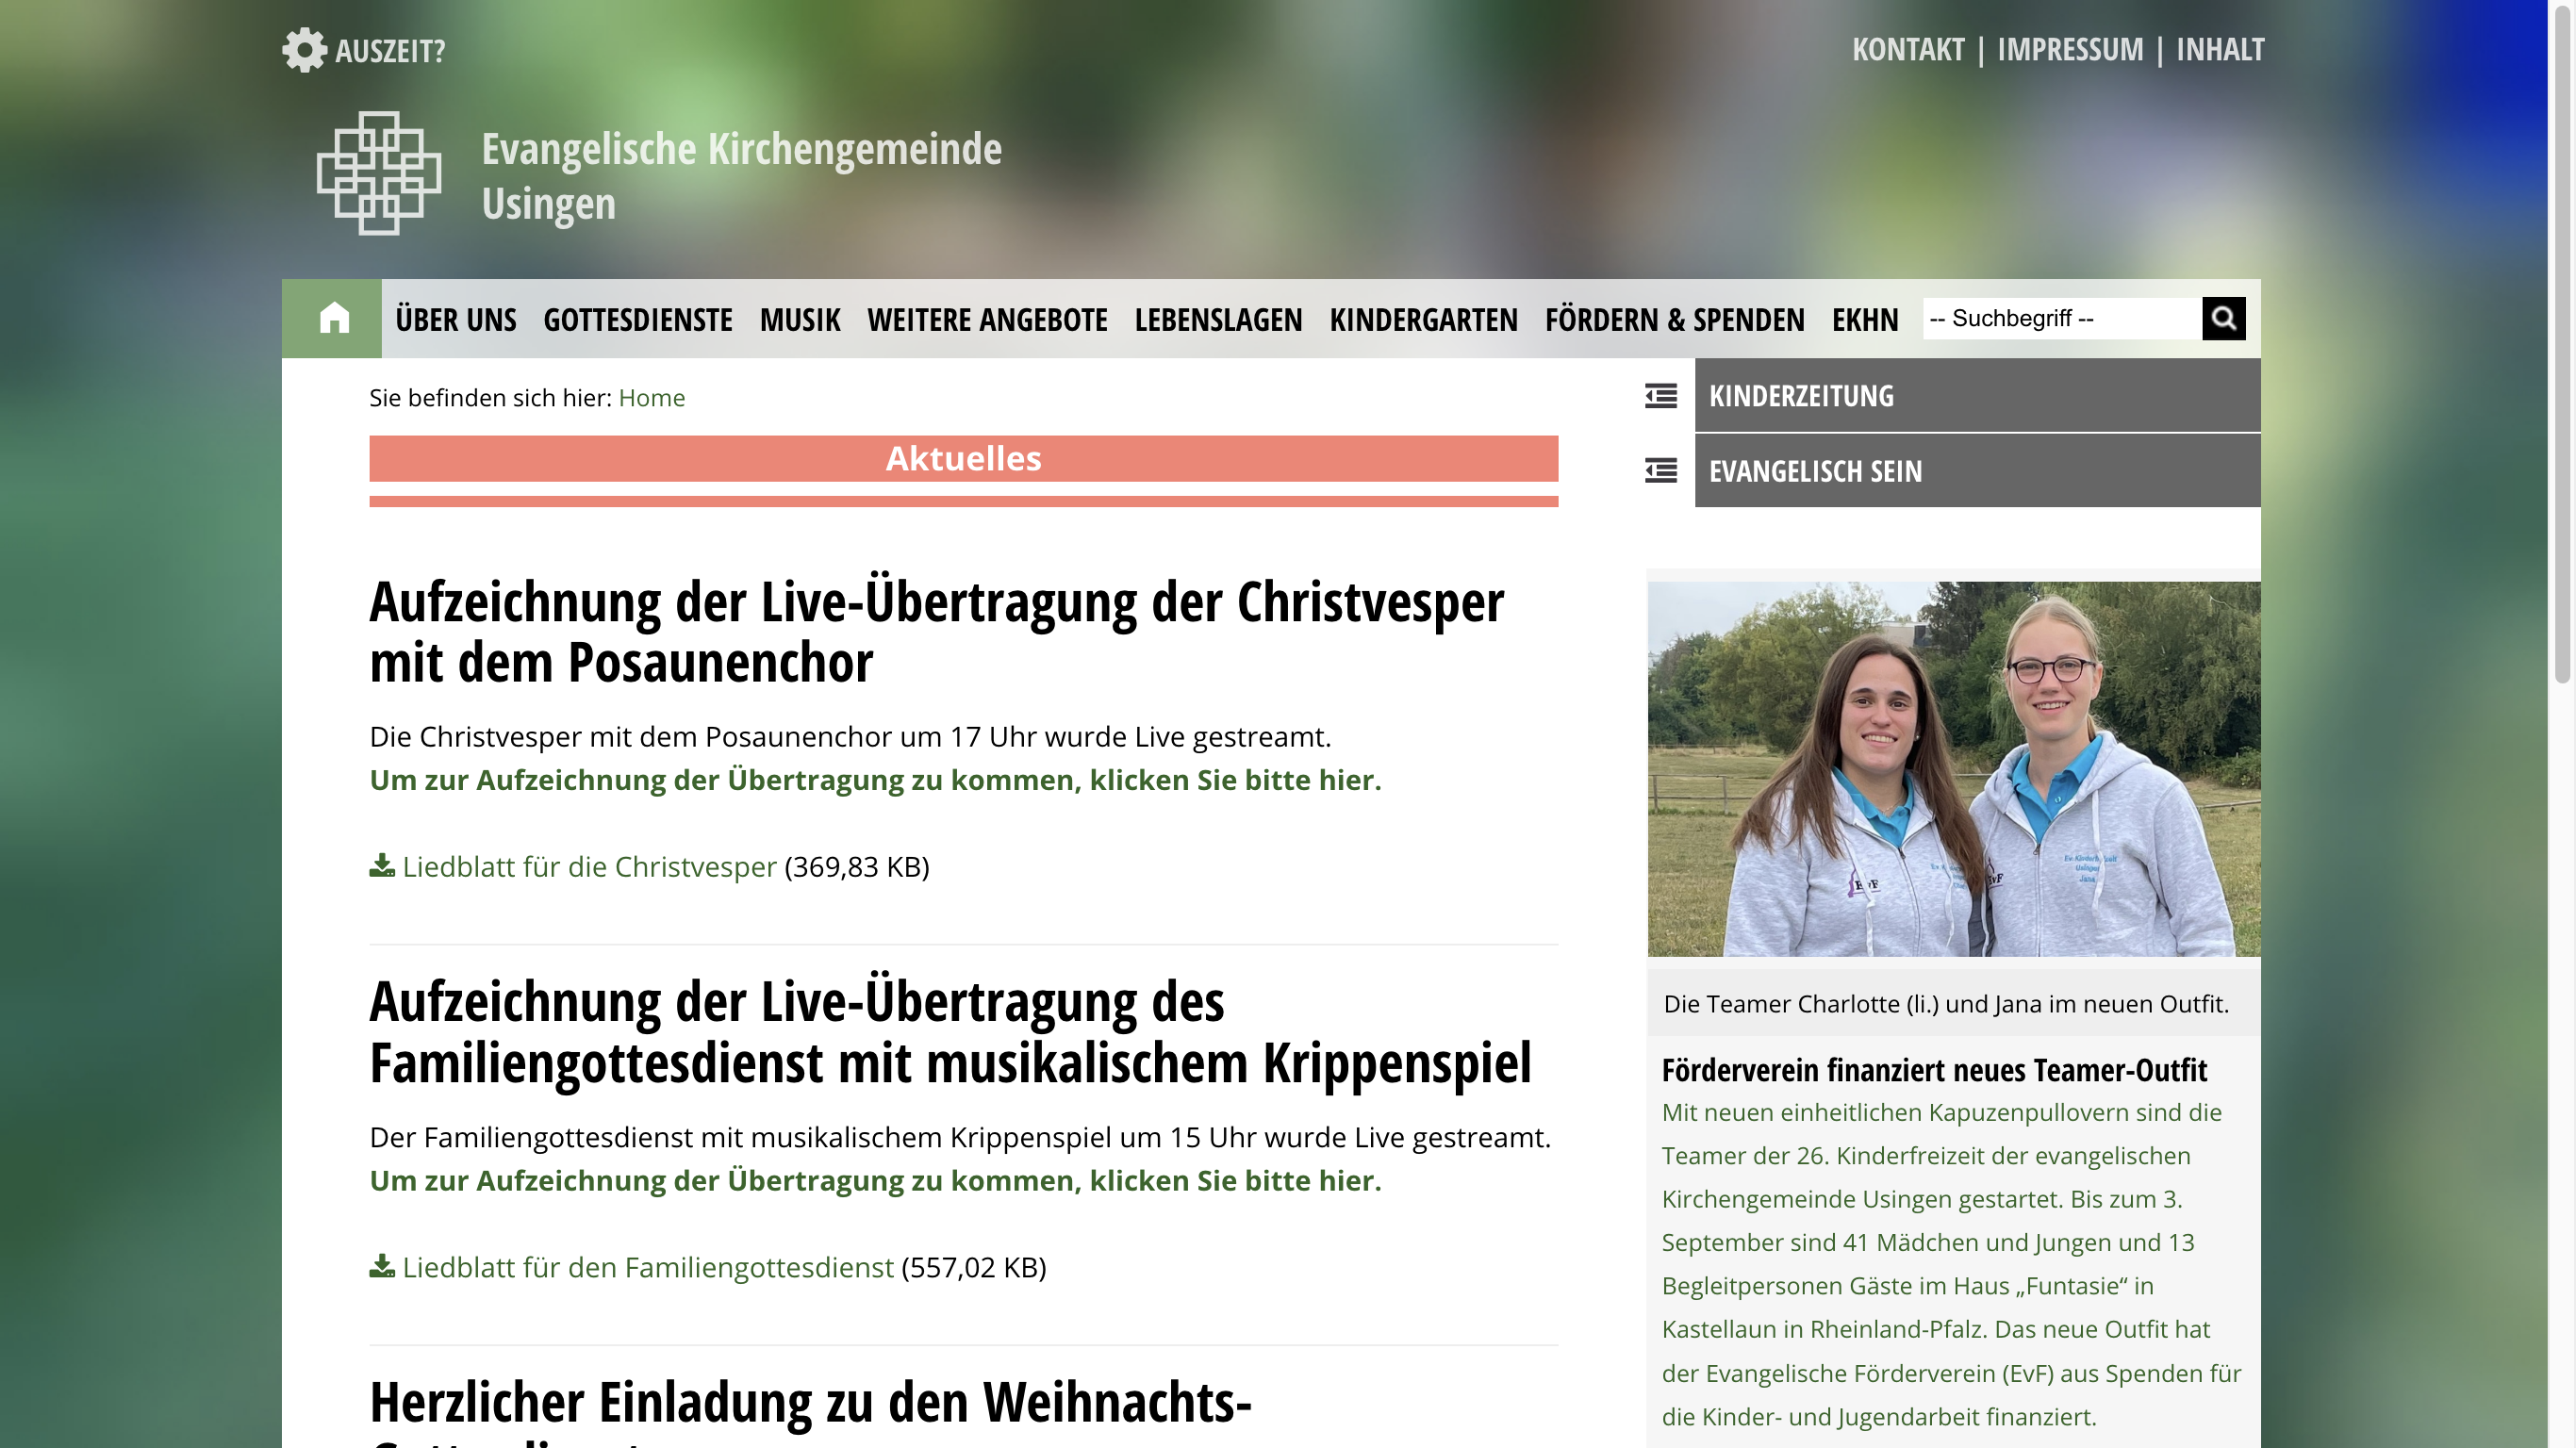 AUSZEIT?
KONTAKT | IMPRESSUM | INHALT
Evangelische Kirchengemeinde
Usingen
ÜBER UNS GOTTESDIENSTE MUSIK WEITERE ANGEBOTE LEBENSLAGEN KINDERGARTEN FÖRDERN & SPENDEN EKHN -- Suchbegriff --
Sie befinden sich hier: Home
Aktuelles
Aufzeichnung der Live-Übertragung der Christvesper
mit dem Posaunenchor
Die Christvesper mit dem Posaunenchor um 17 Uhr wurde Live gestreamt.
Um zur Aufzeichnung der Übertragung zu kommen, klicken Sie bitte hier.
Liedblatt für die Christvesper (369,83 KB)
Aufzeichnung der Live-Übertragung des
Familiengottesdienst mit musikalischem Krippenspiel
Der Familiengottesdienst mit musikalischem Krippenspiel um 15 Uhr wurde Live gestreamt.
Um zur Aufzeichnung der Übertragung zu kommen, klicken Sie bitte hier.
Liedblatt für den Familiengottesdienst (557,02 KB)
Herzlicher Einladung zu den Weihnachts-
KINDERZEITUNG
EVANGELISCH SEIN
Usingen
Jana
Die Teamer Charlotte (li.) und Jana im neuen Outfit.
Förderverein finanziert neues Teamer-Outfit
Mit neuen einheitlichen Kapuzenpullovern sind die
Teamer der 26. Kinderfreizeit der evangelischen
Kirchengemeinde Usingen gestartet. Bis zum 3.
September sind 41 Mädchen und Jungen und 13
Begleitpersonen Gäste im Haus „Funtasie“ in
Kastellaun in Rheinland-Pfalz. Das neue Outfit hat
der Evangelische Förderverein (EvF) aus Spenden für
die Kinder- und Jugendarbeit finanziert.